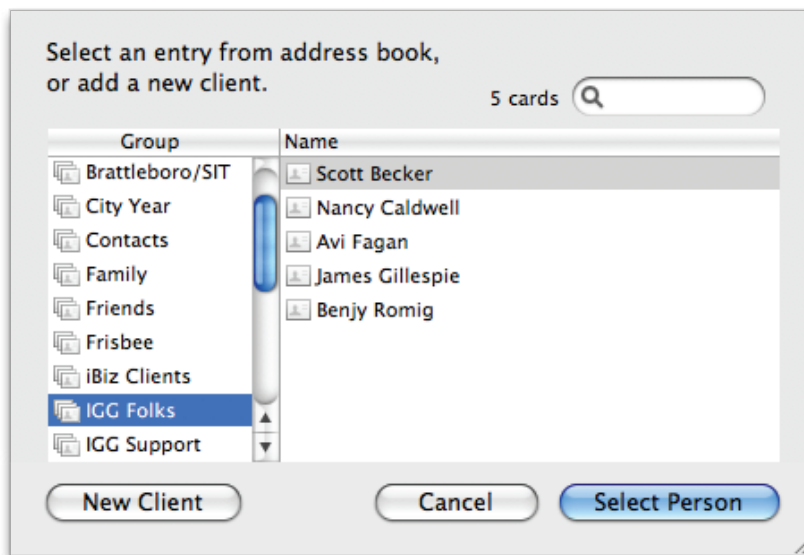 Select an entry from address book,
or add a new client.
5 cards
Group
Name
Brattleboro/SIT
City Year
Contacts
Family
Friends
Frisbee
iBiz Clients
IGG Folks
IGG Support
Scott Becker
Nancy Caldwell
Avi Fagan
James Gillespie
Benjy Romig
New Client
Cancel
Select Person